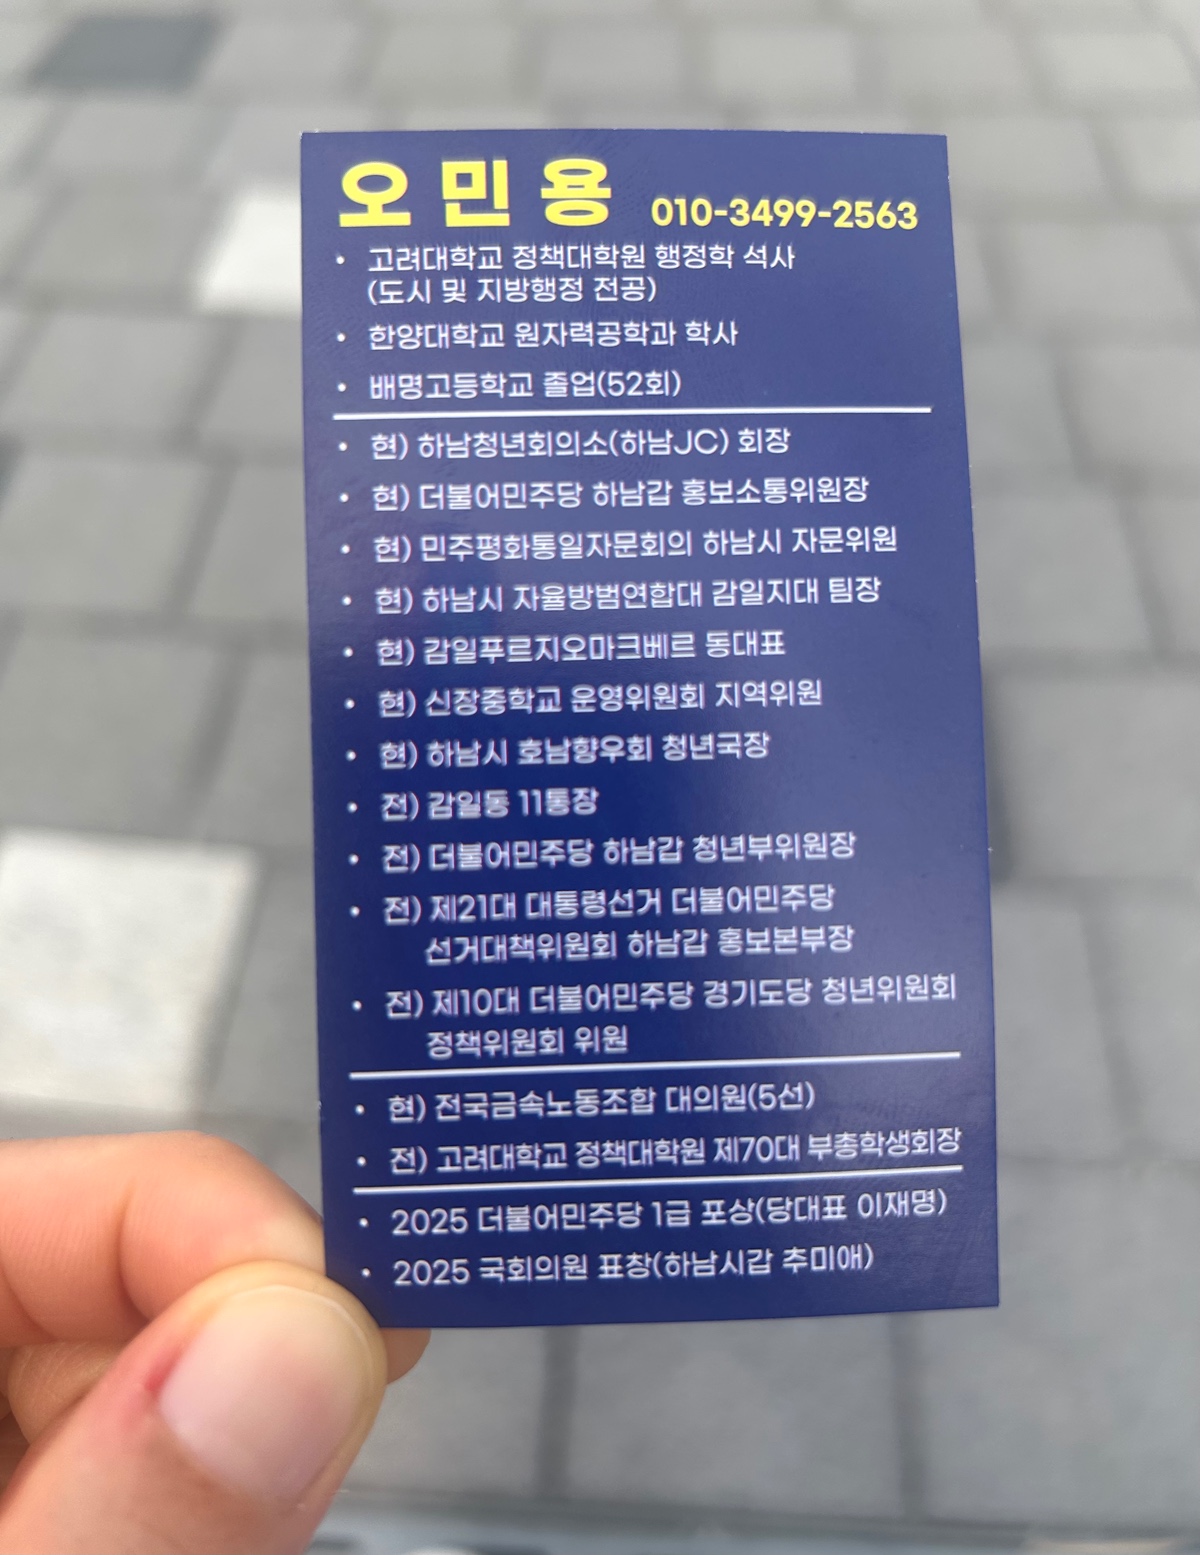 오민용 010-3499-2563
• 고려대학교 정책대학원 행정학 석사
(도시 및 지방행정 전공)
• 한양대학교 원자력공학과 학사
• 배명고등학교 졸업(52회)
• 현) 하남청년회의소(하남JC) 회장
• 현) 더불어민주당 하남갑 홍보소통위원장
• 현) 민주평화통일자문회의 하남시 자문위원
• 현) 하남시 자율방범연합대 감일지대 팀장
• 현) 감일푸르지오마크베르 동대표
• 현) 신장중학교 운영위원회 지역위원
• 현) 하남시 호남향우회 청년국장
• 전) 감일동 11통장
• 전) 더불어민주당 하남갑 청년부위원장
• 전) 제21대 대통령선거 더불어민주당
선거대책위원회 하남갑 홍보본부장
• 전) 제10대 더불어민주당 경기도당 청년위원회
정책위원회 위원
• 현) 전국금속노동조합 대의원(5선)
• 전) 고려대학교 정책대학원 제70대 부총학생회장
• 2025 더불어민주당 1급 포상(당대표 이재명)
• 2025 국회의원 표창(하남시갑 추미애)